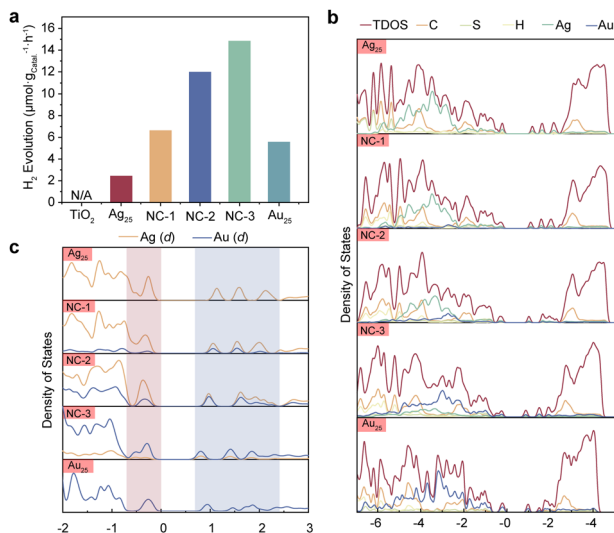 a
H₂ Evolution (μmol·g_Catal.⁻¹·h⁻¹)
16
14
12
10
8
6
4
2
0
N/A
TiO₂ Ag₂₅ NC-1 NC-2 NC-3 Au₂₅
b
TDOS C S H Ag Au
Ag₂₅
NC-1
NC-2
NC-3
Au₂₅
Density of States
-6 -4 -2 -0 -2 -4
c
Ag (d) Au (d)
Ag₂₅
NC-1
NC-2
NC-3
Au₂₅
Density of States
-2 -1 0 1 2 3